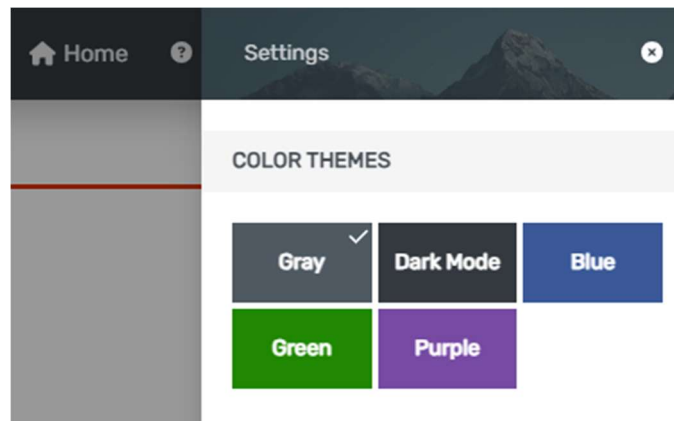 Home ?
Settings
COLOR THEMES
Gray Dark Mode Blue
Green Purple